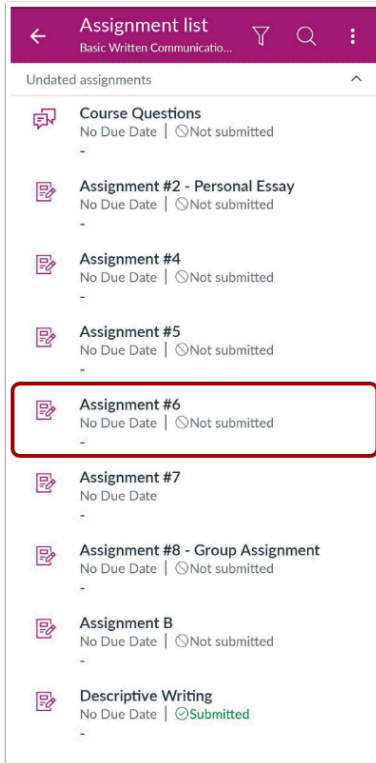 Assignment list
Basic Written Communicatio...
Undated assignments
Course Questions
No Due Date | Not submitted
-
Assignment #2 - Personal Essay
No Due Date | Not submitted
-
Assignment #4
No Due Date | Not submitted
-
Assignment #5
No Due Date | Not submitted
-
Assignment #6
No Due Date | Not submitted
-
Assignment #7
No Due Date
-
Assignment #8 - Group Assignment
No Due Date | Not submitted
-
Assignment B
No Due Date | Not submitted
-
Descriptive Writing
No Due Date | Submitted
-